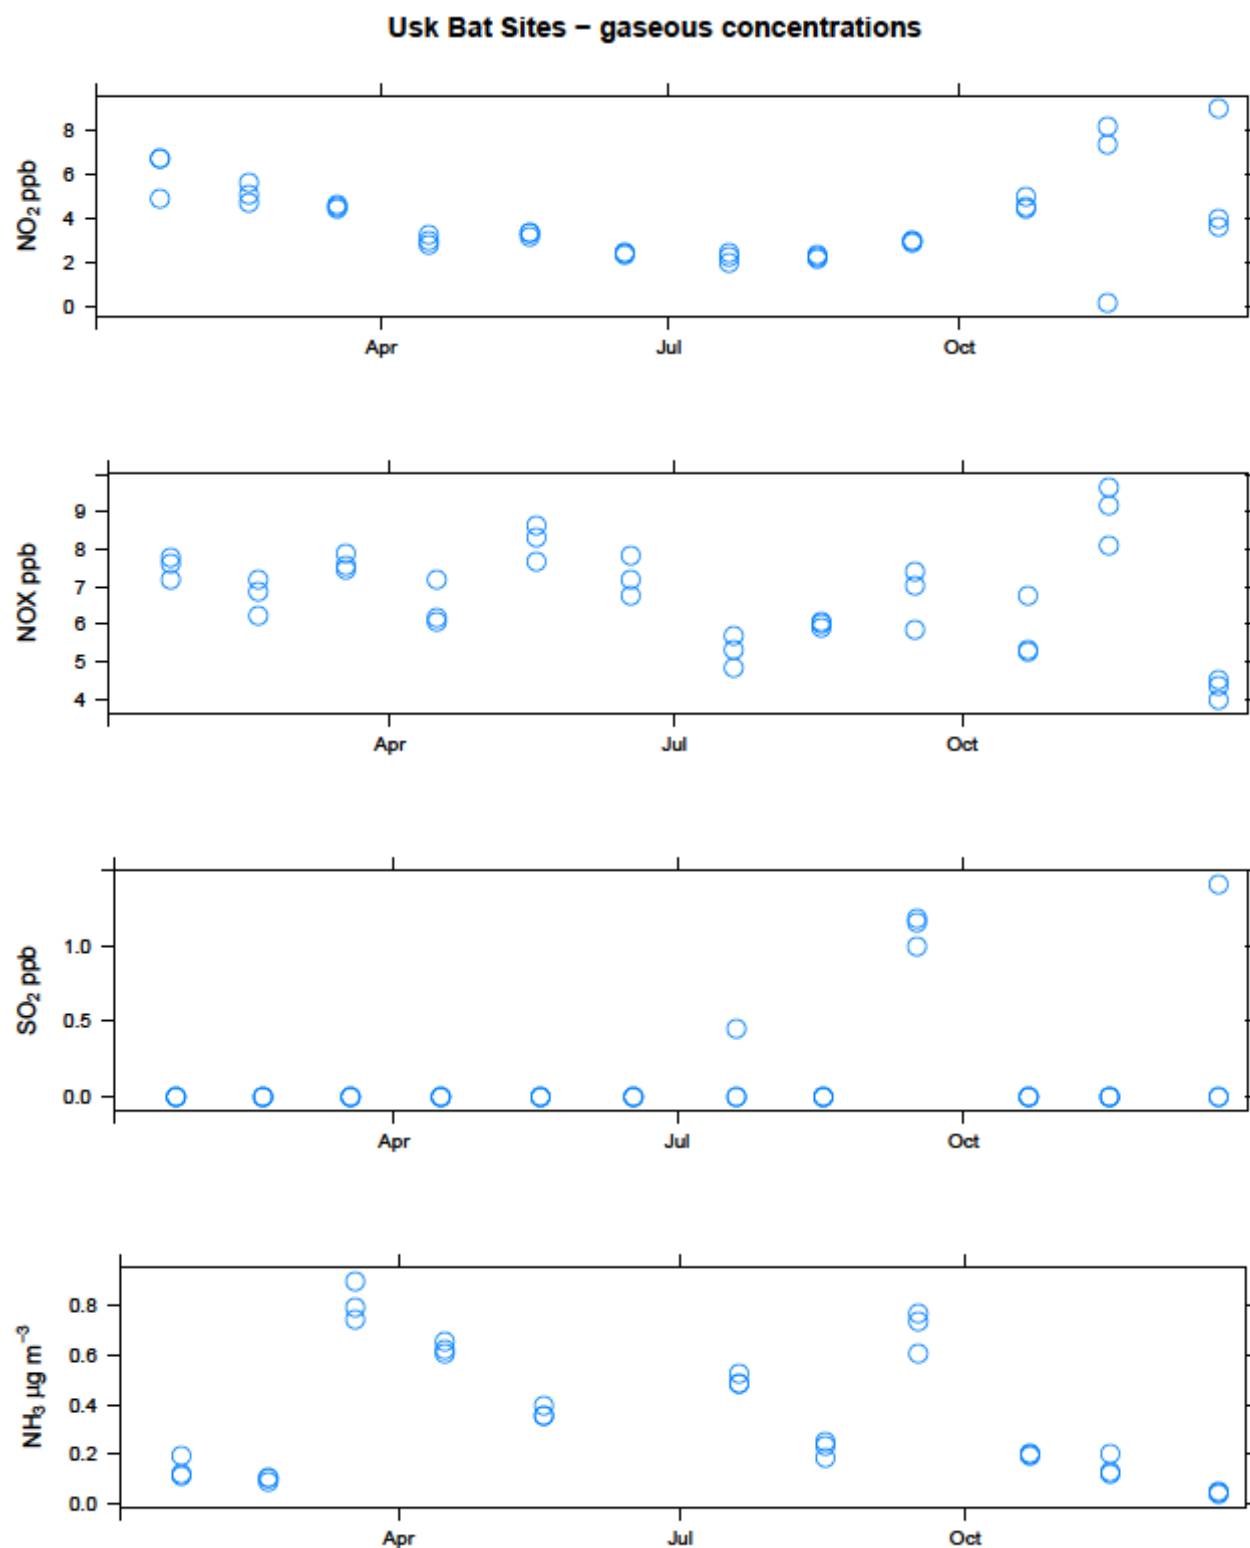 Usk Bat Sites − gaseous concentrations
NO₂ ppb
8
6
4
2
0
Apr Jul Oct
NOX ppb
9
8
7
6
5
4
Apr Jul Oct
SO₂ ppb
1.0
0.5
0.0
Apr Jul Oct
NH₃ µg m⁻³
0.8
0.6
0.4
0.2
0.0
Apr Jul Oct